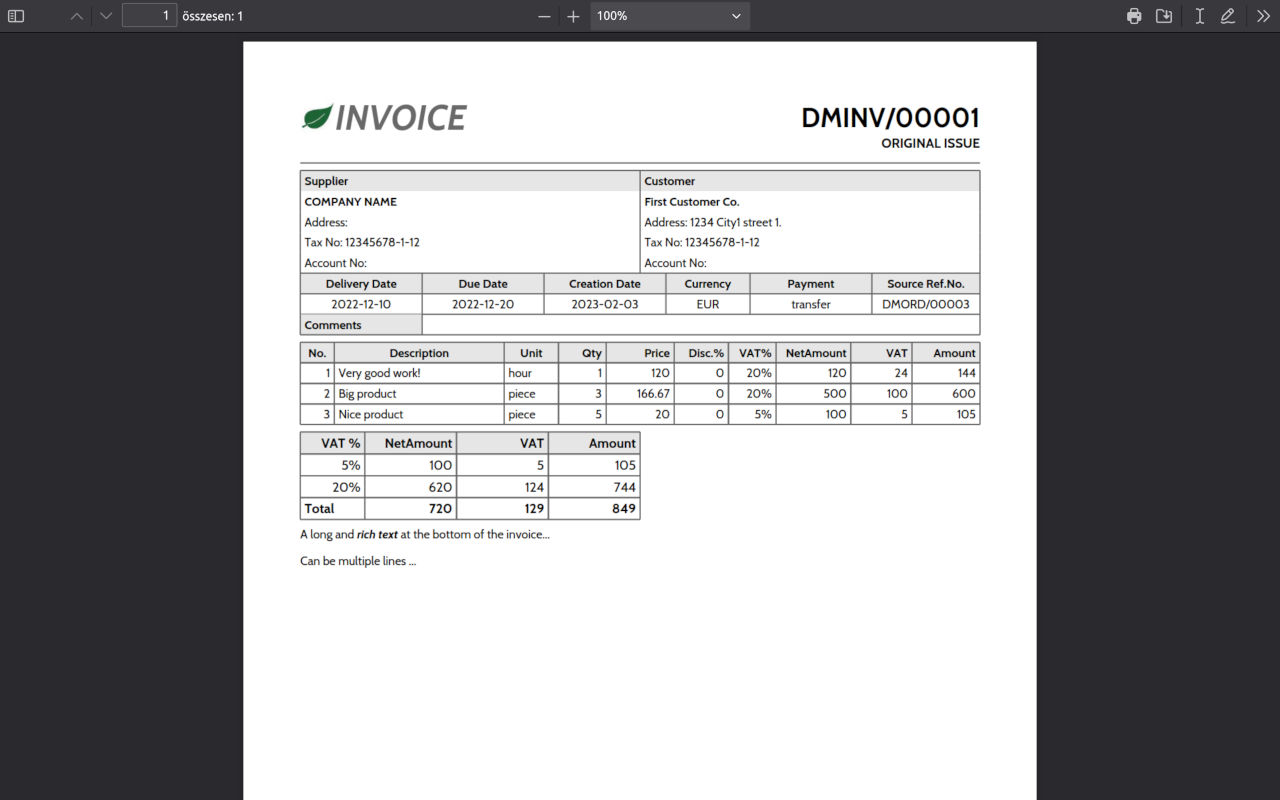 1 összesen: 1 100%
INVOICE DMINV/00001
ORIGINAL ISSUE
Supplier Customer
COMPANY NAME First Customer Co.
Address: Address: 1234 City1 street 1.
Tax No: 12345678-1-12 Tax No: 12345678-1-12
Account No: Account No:
Delivery Date Due Date Creation Date Currency Payment Source Ref.No.
2022-12-10 2022-12-20 2023-02-03 EUR transfer DMORD/00003
Comments
No. Description Unit Qty Price Disc.% VAT% NetAmount VAT Amount
1 Very good work! hour 1 120 0 20% 120 24 144
2 Big product piece 3 166.67 0 20% 500 100 600
3 Nice product piece 5 20 0 5% 100 5 105
VAT % NetAmount VAT Amount
5% 100 5 105
20% 620 124 744
Total 720 129 849
A long and rich text at the bottom of the invoice...
Can be multiple lines ...